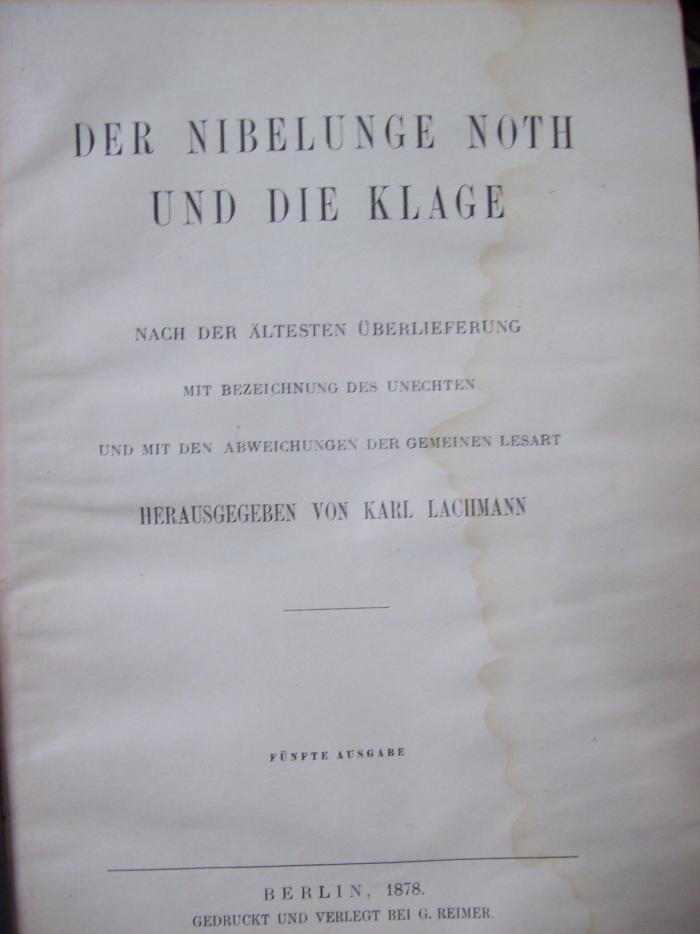 DER NIBELUNGE NOTH
UND DIE KLAGE
NACH DER ÄLTESTEN ÜBERLIEFERUNG
MIT BEZEICHNUNG DES UNECHTEN
UND MIT DEN ABWEICHUNGEN DER GEMEINEN LESART
HERAUSGEGEBEN VON KARL LACHMANN
FÜNFTE AUSGABE
BERLIN, 1878.
GEDRUCKT UND VERLEGT BEI G. REIMER.